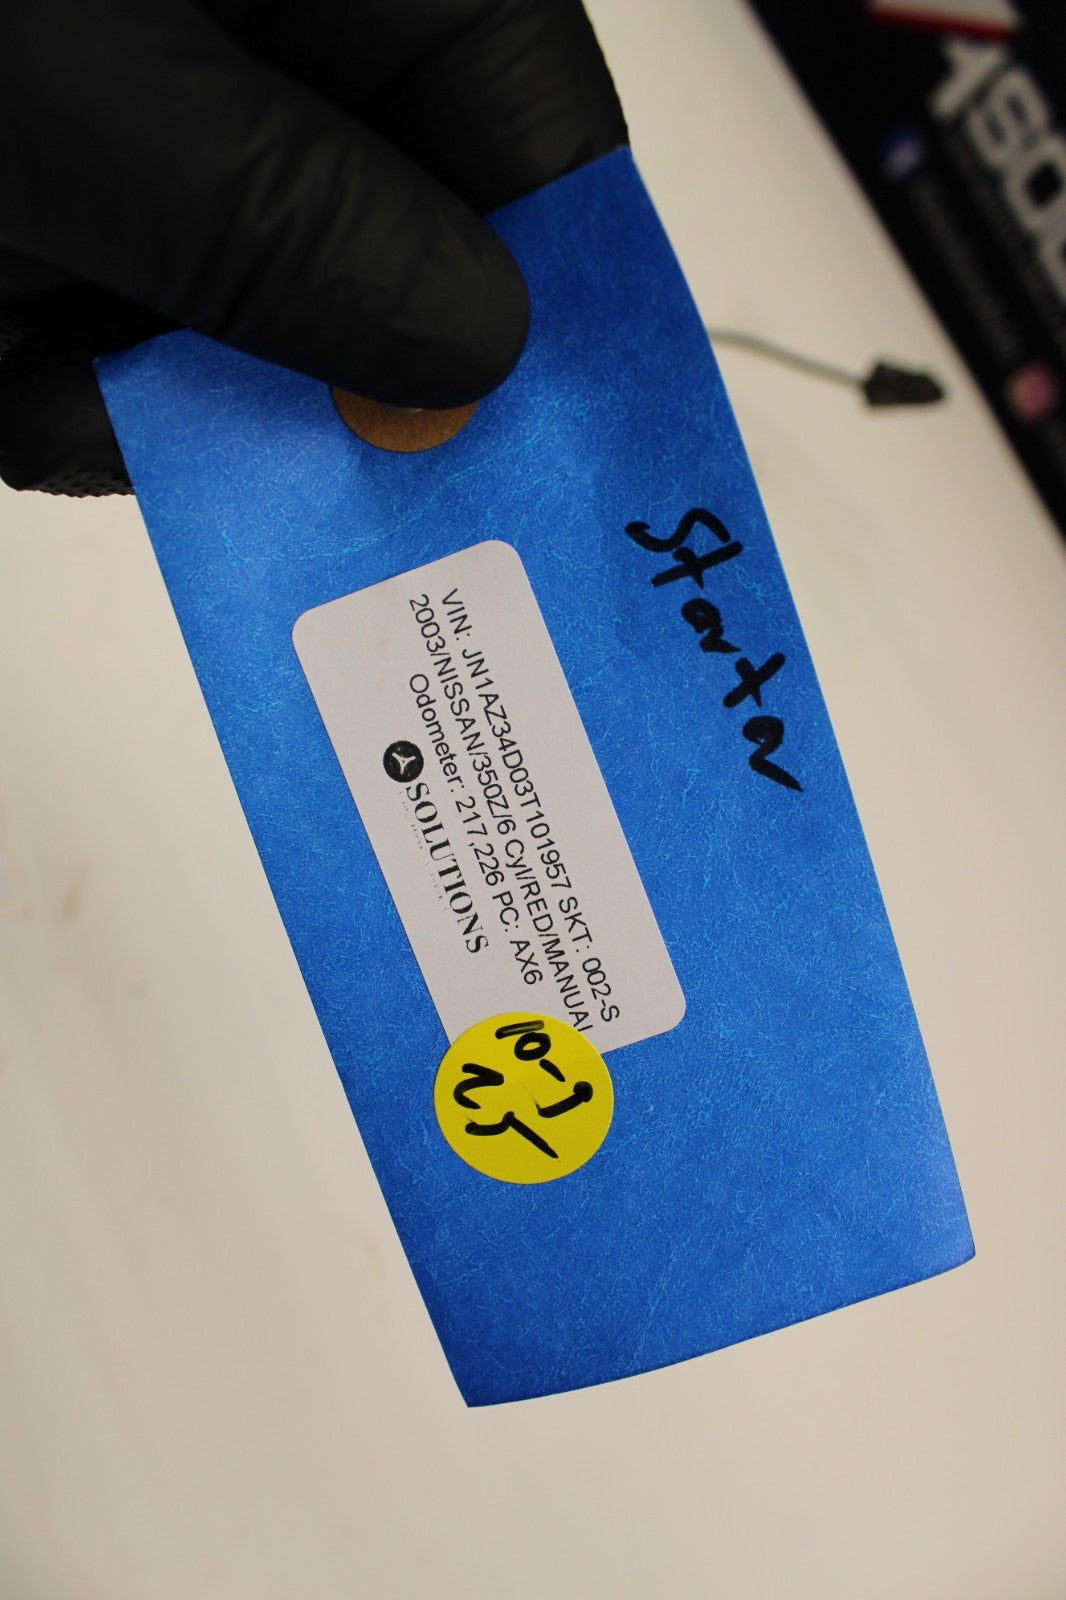 Starter
VIN: JN1AZ34D03T101957 SKT: 002-S
2003/NISSAN/350Z/6 Cyl/RED/MANUAL
Odometer: 217,226 PC: AX6
SOLUTIONS
10-1
25